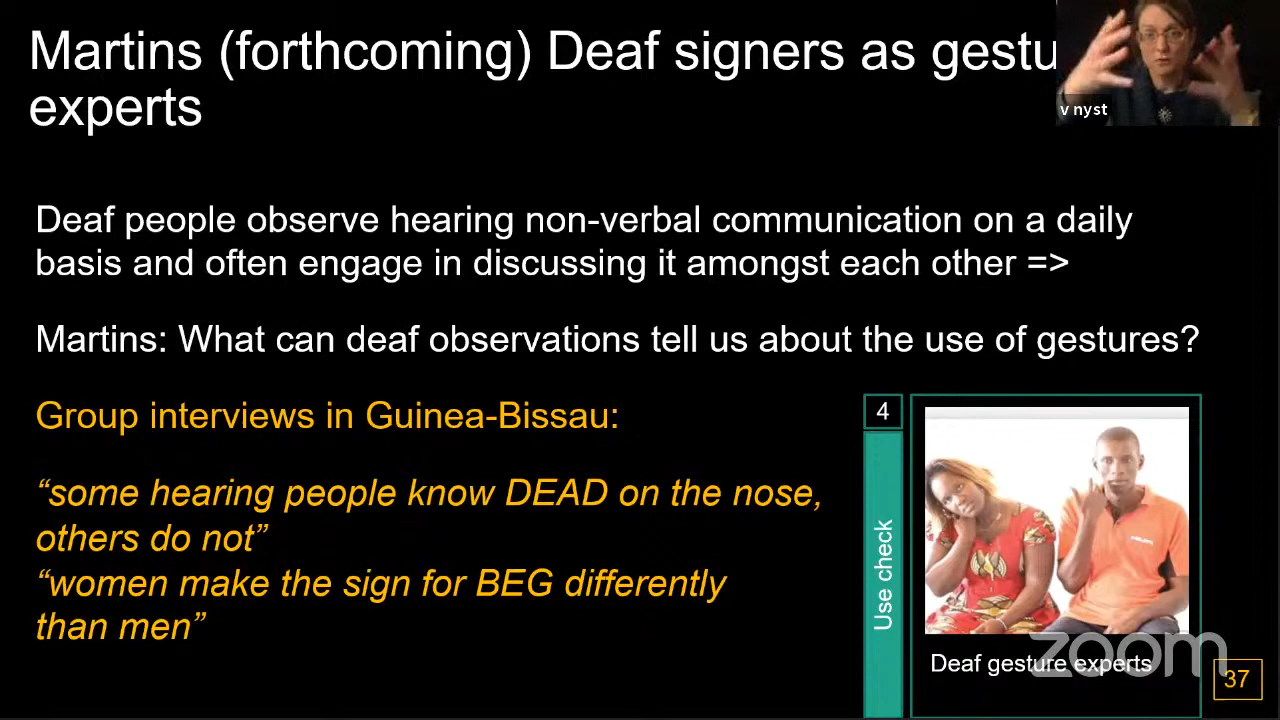 Martins (forthcoming) Deaf signers as gestu
experts
v nyst
Deaf people observe hearing non-verbal communication on a daily
basis and often engage in discussing it amongst each other =>
Martins: What can deaf observations tell us about the use of gestures?
Group interviews in Guinea-Bissau:
“some hearing people know DEAD on the nose,
others do not”
“women make the sign for BEG differently
than men”
4
Use check
Deaf gesture experts
zoom
37